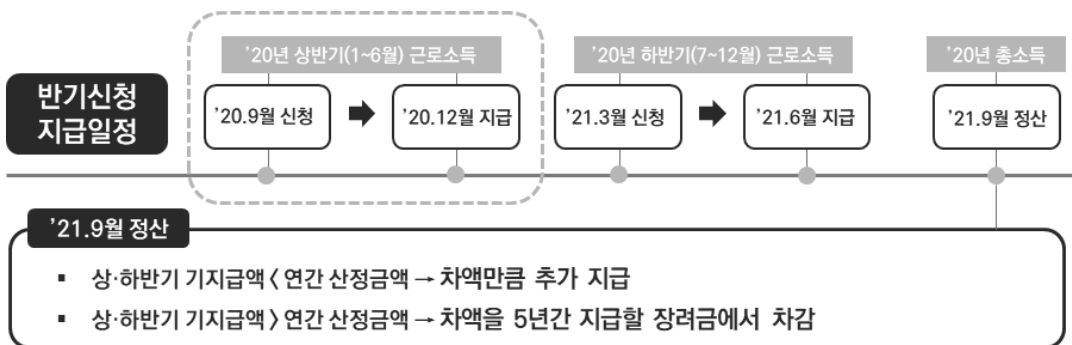 ’20년 상반기(1~6월) 근로소득
’20년 하반기(7~12월) 근로소득
’20년 총소득
반기신청
지급일정
’20.9월 신청
’20.12월 지급
’21.3월 신청
’21.6월 지급
’21.9월 정산
’21.9월 정산
▪ 상·하반기 기지급액 < 연간 산정금액 → 차액만큼 추가 지급
▪ 상·하반기 기지급액 > 연간 산정금액 → 차액을 5년간 지급할 장려금에서 차감